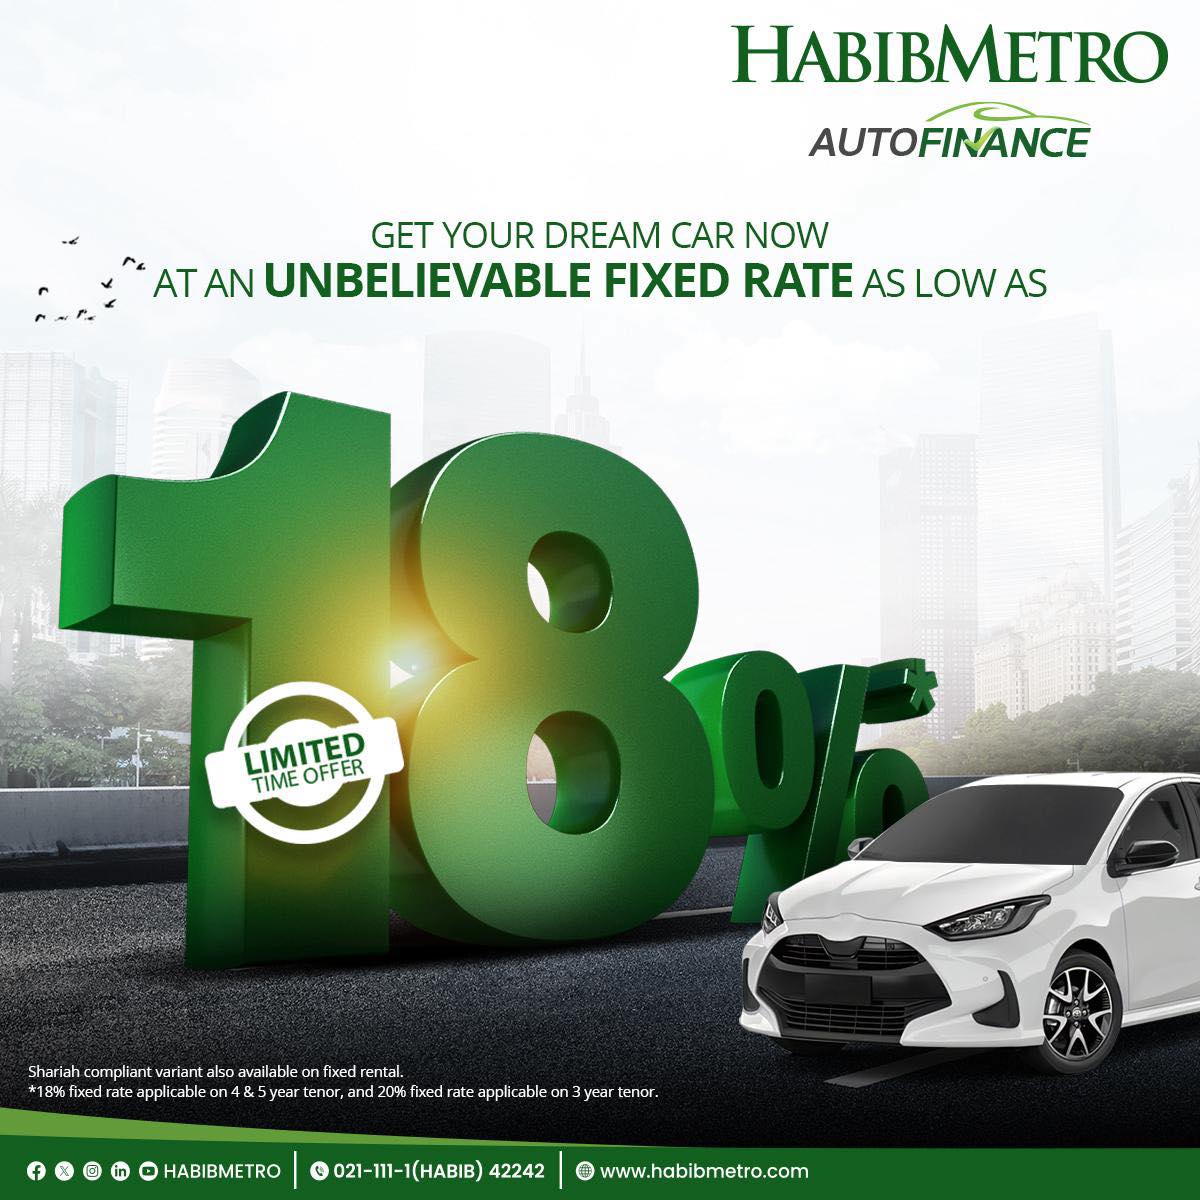 HABIBMETRO
AUTOFINANCE
GET YOUR DREAM CAR NOW
AT AN UNBELIEVABLE FIXED RATE AS LOW AS
18%*
LIMITED
TIME OFFER
Shariah compliant variant also available on fixed rental.
*18% fixed rate applicable on 4 & 5 year tenor, and 20% fixed rate applicable on 3 year tenor.
HABIBMETRO | 021-111-1(HABIB) 42242 | www.habibmetro.com